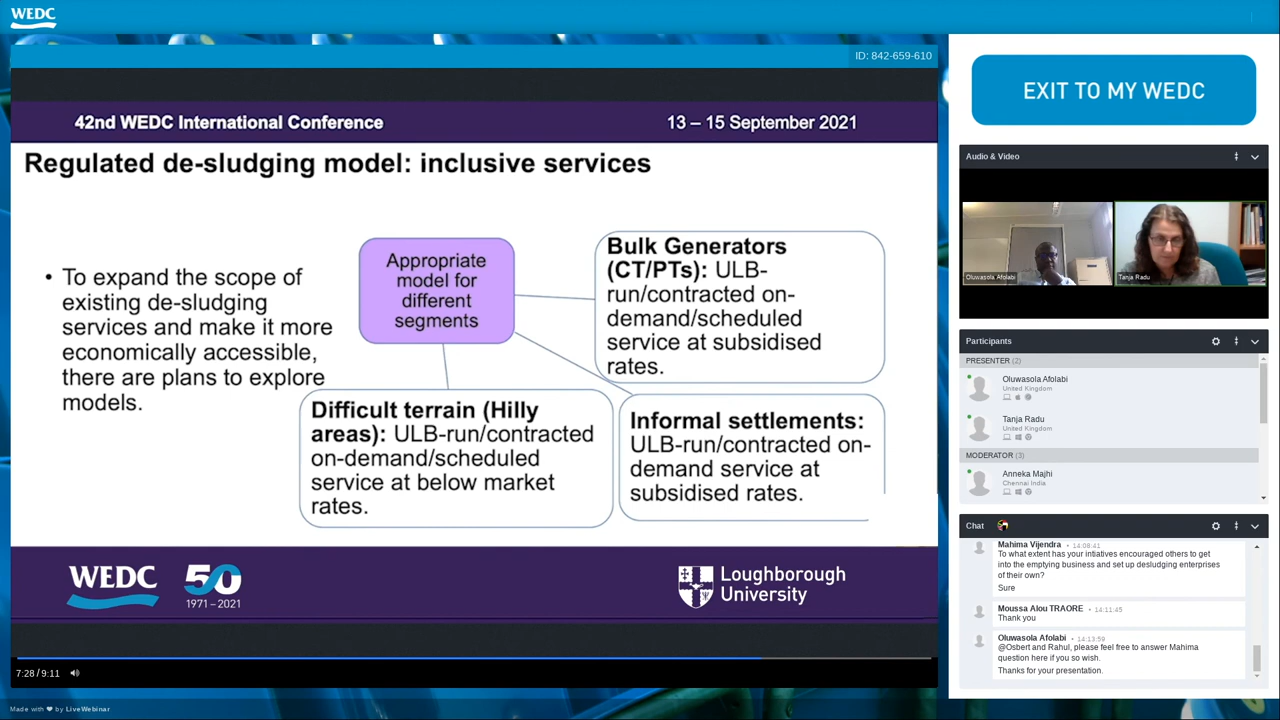 WEDC
ID: 842-659-610
EXIT TO MY WEDC
42nd WEDC International Conference
13 – 15 September 2021
Regulated de-sludging model: inclusive services
• To expand the scope of
existing de-sludging
services and make it more
economically accessible,
there are plans to explore
models.
Appropriate
model for
different
segments
Bulk Generators
(CT/PTs): ULB-
run/contracted on-
demand/scheduled
service at subsidised
rates.
Difficult terrain (Hilly
areas): ULB-run/contracted
on-demand/scheduled
service at below market
rates.
Informal settlements:
ULB-run/contracted on-
demand service at
subsidised rates.
WEDC
50
1971 – 2021
Loughborough
University
7:28 / 9:11
Made with ❤ by LiveWebinar
Audio & Video
Oluwasola Afolabi
Tanja Radu
Participants
PRESENTER (2)
Oluwasola Afolabi
United Kingdom
Tanja Radu
United Kingdom
MODERATOR (3)
Anneka Majhi
Chennai India
Chat
Mahima Vijendra • 14:08:41
To what extent has your intiatives encouraged others to get
into the emptying business and set up desludging enterprises
of their own?
Sure
Moussa Alou TRAORE • 14:11:45
Thank you
Oluwasola Afolabi • 14:13:59
@Osbert and Rahul, please feel free to answer Mahima
question here if you so wish.
Thanks for your presentation.